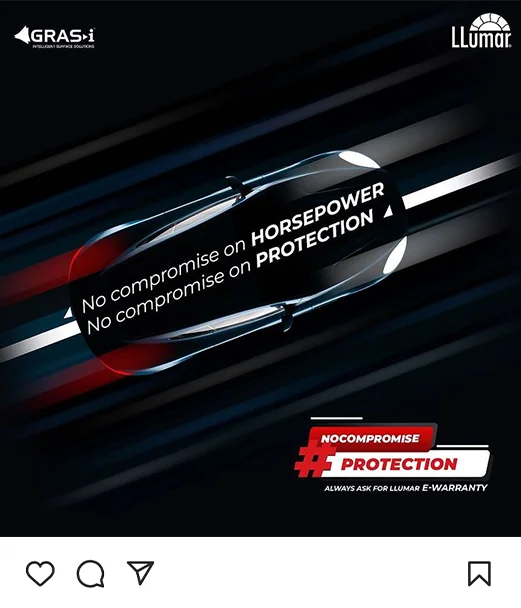 GRAS-i
INTELLIGENT SURFACE SOLUTIONS
LLumar
No compromise on HORSEPOWER
No compromise on PROTECTION
NOCOMPROMISE
# PROTECTION
ALWAYS ASK FOR LLUMAR E-WARRANTY